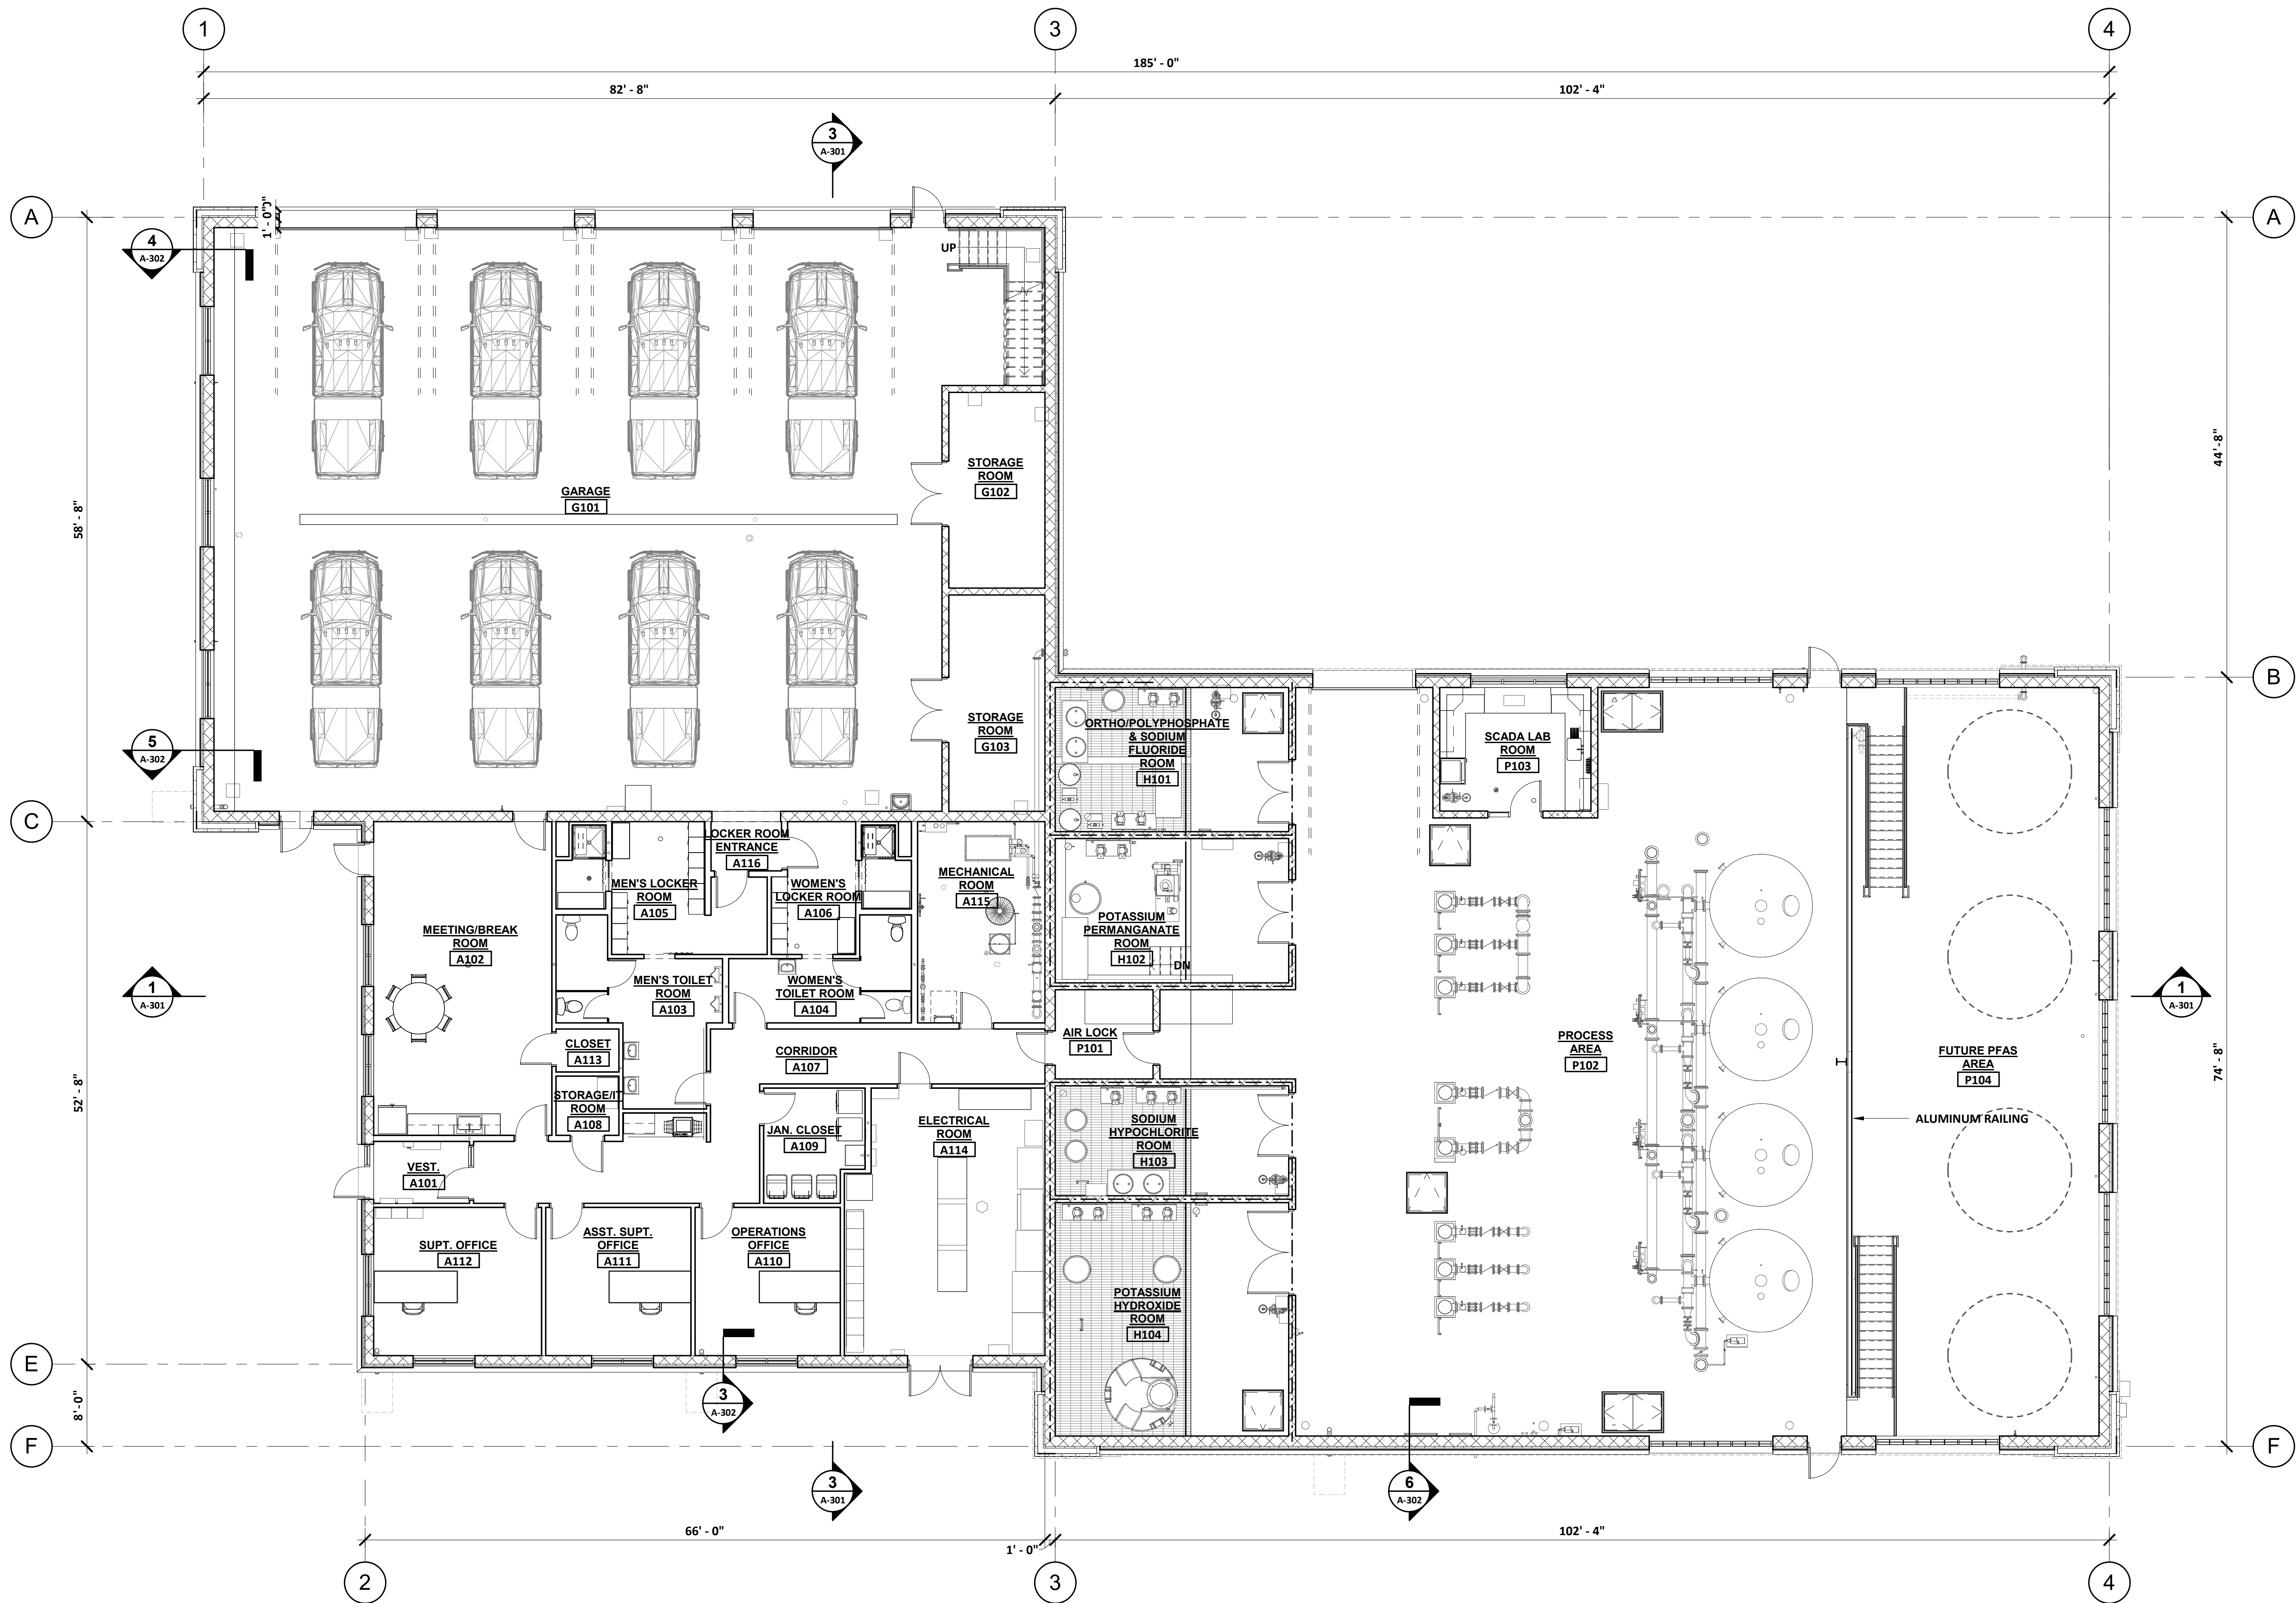 1
3
4
185' - 0"
82' - 8"
102' - 4"
3
A-301
A
A
1' - 0"
4
A-302
UP
44'-8"
STORAGE
ROOM
G102
GARAGE
G101
58' - 8"
B
STORAGE
ROOM
G103
ORTHO/POLYPHOSPHATE
& SODIUM
FLUORIDE
ROOM
H101
SCADA LAB
ROOM
P103
5
A-302
C
LOCKER ROOM
ENTRANCE
A116
MEN'S LOCKER
ROOM
A105
WOMEN'S
LOCKER ROOM
A106
MECHANICAL
ROOM
A115
MEETING/BREAK
ROOM
A102
POTASSIUM
PERMANGANATE
ROOM
H102
DN
1
A-301
MEN'S TOILET
ROOM
A103
WOMEN'S
TOILET ROOM
A104
1
A-301
CLOSET
A113
CORRIDOR
A107
AIR LOCK
P101
PROCESS
AREA
P102
FUTURE PFAS
AREA
P104
74' - 8"
52' - 8"
STORAGE/IT
ROOM
A108
JAN. CLOSET
A109
ELECTRICAL
ROOM
A114
SODIUM
HYPOCHLORITE
ROOM
H103
ALUMINUM RAILING
VEST.
A101
SUPT. OFFICE
A112
ASST. SUPT.
OFFICE
A111
OPERATIONS
OFFICE
A110
POTASSIUM
HYDROXIDE
ROOM
H104
E
8'-0"
3
A-302
F
F
3
A-301
6
A-302
66' - 0"
1' - 0"
102' - 4"
2
3
4